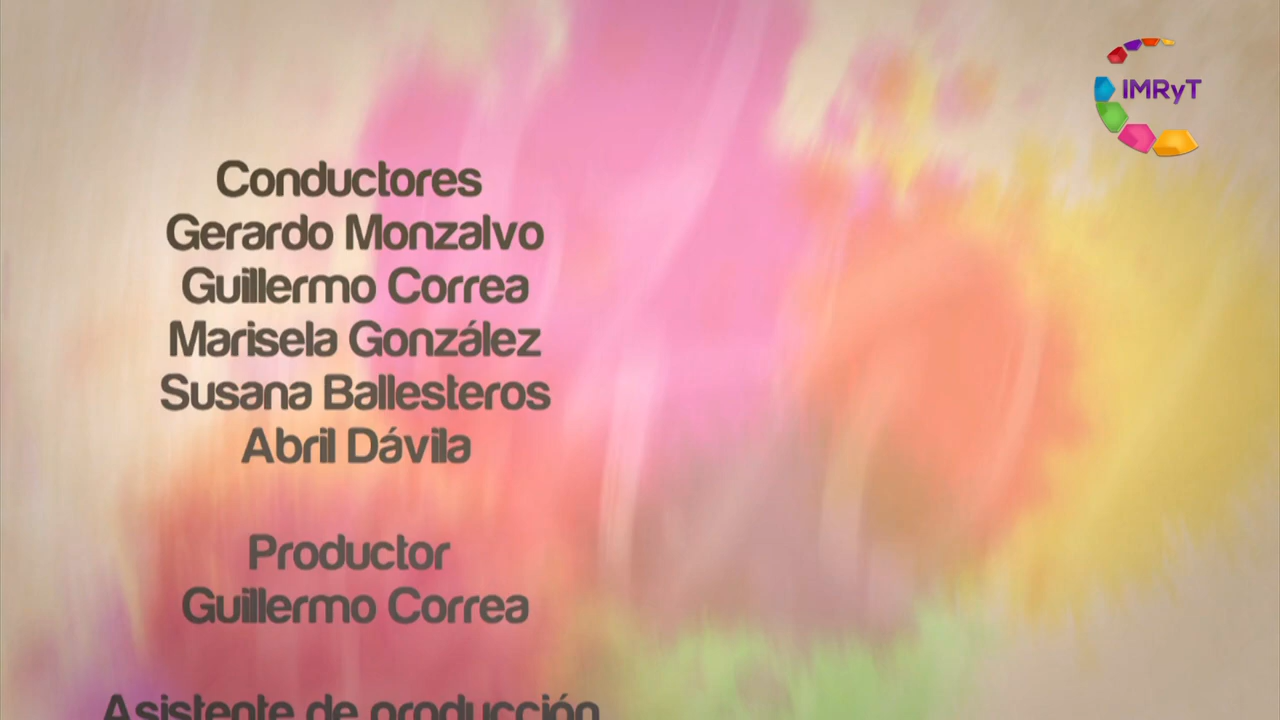 IMRyT
Conductores
Gerardo Monzalvo
Guillermo Correa
Marisela González
Susana Ballesteros
Abril Dávila
Productor
Guillermo Correa
Asistente de producción